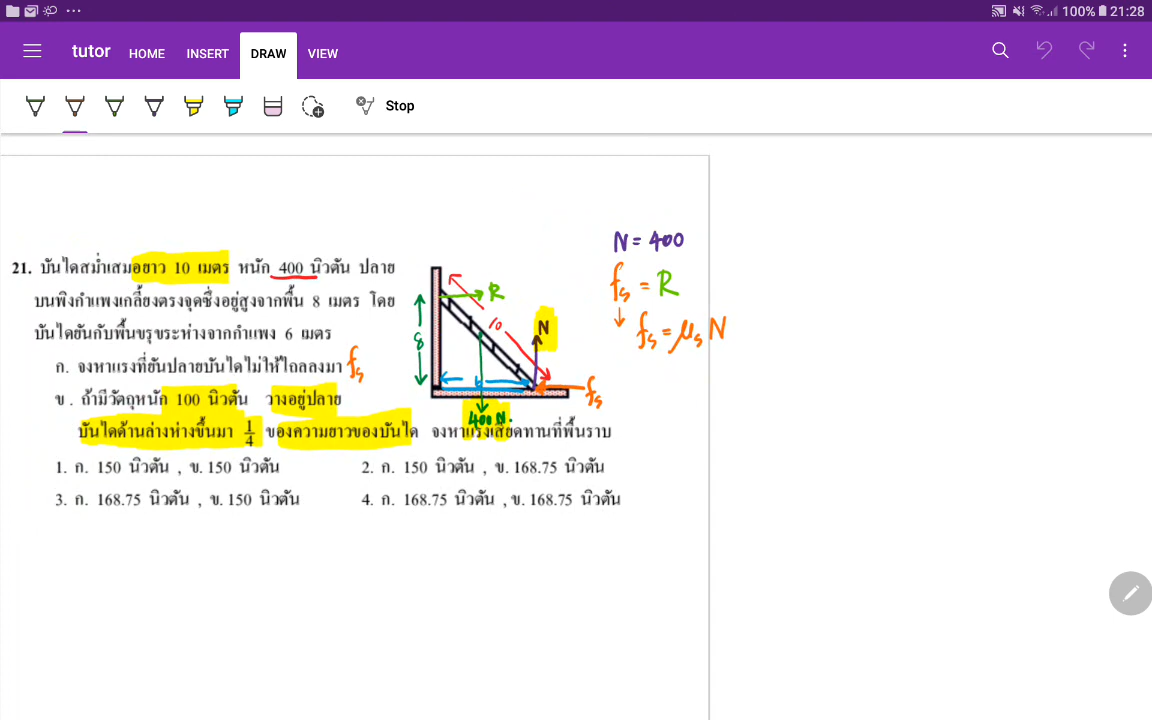 100% 21:28
tutor HOME INSERT DRAW VIEW
Stop
N = 400
fs = R
fs = μs N
21. บันไดสม่ำเสมอยาว 10 เมตร หนัก 400 นิวตัน ปลาย
บนพิงกำแพงเกลี้ยงตรงจุดซึ่งอยู่สูงจากพื้น 8 เมตร โดย
บันไดยันกับพื้นขรุขระห่างจากกำแพง 6 เมตร
ก. จงหาแรงที่ยันปลายบันไดไม่ให้ไถลลงมา fs
ข. ถ้ามีวัตถุหนัก 100 นิวตัน วางอยู่ปลาย
บันไดด้านล่างห่างขึ้นมา 1/4 ของความยาวของบันได จงหาแรงเสียดทานที่พื้นราบ
R
10
8
N
6
fs
400 N
1. ก. 150 นิวตัน , ข. 150 นิวตัน
2. ก. 150 นิวตัน , ข. 168.75 นิวตัน
3. ก. 168.75 นิวตัน , ข. 150 นิวตัน
4. ก. 168.75 นิวตัน , ข. 168.75 นิวตัน